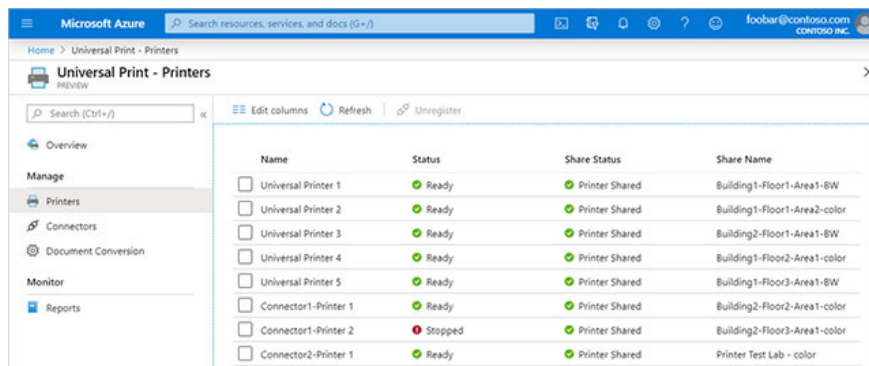 Microsoft Azure
Search resources, services, and docs (G+/)
foobar@contoso.com
CONTOSO INC.
Home > Universal Print - Printers
Universal Print - Printers
PREVIEW
Search (Ctrl+/)
Edit columns Refresh Unregister
Overview
Manage
Printers
Connectors
Document Conversion
Monitor
Reports
Name Status Share Status Share Name
Universal Printer 1 Ready Printer Shared Building1-Floor1-Area1-BW
Universal Printer 2 Ready Printer Shared Building1-Floor1-Area2-color
Universal Printer 3 Ready Printer Shared Building2-Floor1-Area1-BW
Universal Printer 4 Ready Printer Shared Building1-Floor2-Area1-color
Universal Printer 5 Ready Printer Shared Building1-Floor3-Area1-BW
Connector1-Printer 1 Ready Printer Shared Building2-Floor2-Area1-color
Connector1-Printer 2 Stopped Printer Shared Building2-Floor3-Area1-color
Connector2-Printer 1 Ready Printer Shared Printer Test Lab - color